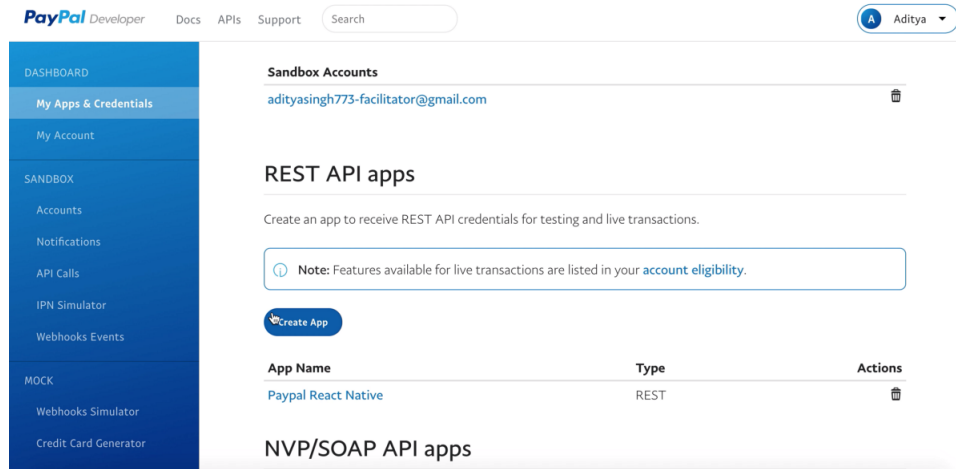 PayPal Developer Docs APIs Support Search A Aditya
DASHBOARD
My Apps & Credentials
My Account
SANDBOX
Accounts
Notifications
API Calls
IPN Simulator
Webhooks Events
MOCK
Webhooks Simulator
Credit Card Generator
Sandbox Accounts
adityasingh773-facilitator@gmail.com
REST API apps
Create an app to receive REST API credentials for testing and live transactions.
Note: Features available for live transactions are listed in your account eligibility.
Create App
App Name Type Actions
Paypal React Native REST
NVP/SOAP API apps